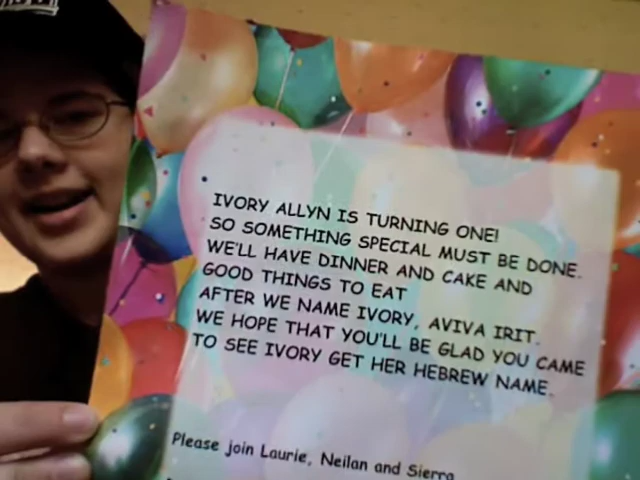 IVORY ALLYN IS TURNING ONE!
SO SOMETHING SPECIAL MUST BE DONE.
WE'LL HAVE DINNER AND CAKE AND
GOOD THINGS TO EAT
AFTER WE NAME IVORY, AVIVA IRIT.
WE HOPE THAT YOU'LL BE GLAD YOU CAME
TO SEE IVORY GET HER HEBREW NAME.
Please join Laurie, Neilan and Sierra